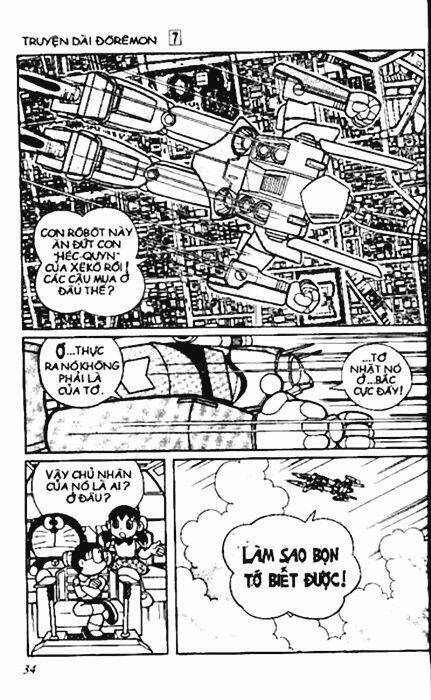 TRUYỆN DÀI ĐÔRÊMON 7
CON RÔBỐT NÀY
ĂN ĐỨT CON
"HÉC-QUYN"
CỦA XÊKÔ RỒI!
CÁC CẬU MUA Ở
ĐÂU THẾ?
Ơ...THỰC
RA NÓ KHÔNG
PHẢI LÀ
CỦA TỚ.
...TỚ
NHẶT NÓ
Ở...BẮC
CỰC ĐẤY!
VẬY CHỦ NHÂN
CỦA NÓ LÀ AI?
Ở ĐÂU?
LÀM SAO BỌN
TỚ BIẾT ĐƯỢC!
34